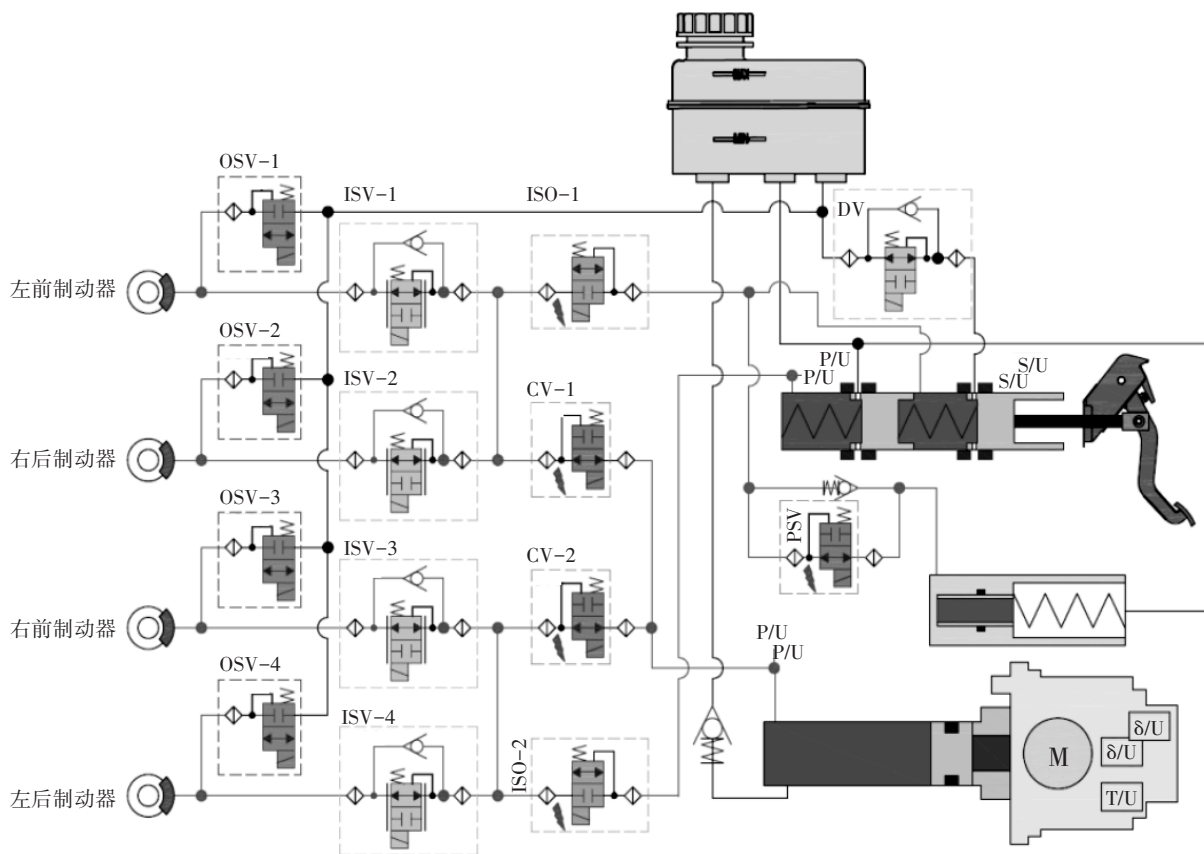 OSV-1
ISV-1
ISO-1
DV
左前制动器
OSV-2
ISV-2
CV-1
P/U
P/U
S/U
S/U
右后制动器
OSV-3
ISV-3
CV-2
PSV
右前制动器
P/U
P/U
OSV-4
ISV-4
ISO-2
M
δ/U
δ/U
T/U
左后制动器